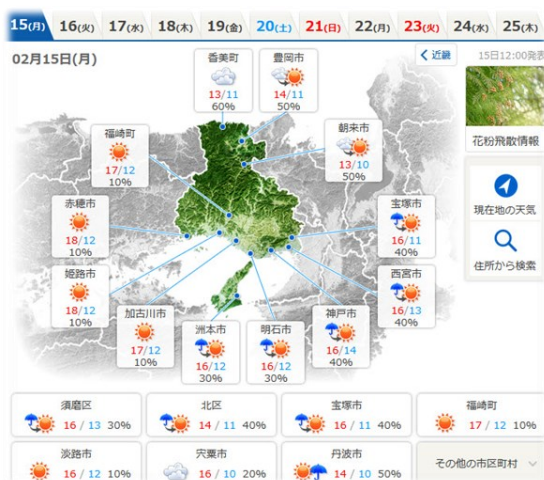 15(月) 16(火) 17(水) 18(木) 19(金) 20(土) 21(日) 22(月) 23(火) 24(水) 25(木)
02月15日(月)
近畿
15日12:00発表
香美町
13/11
60%
豊岡市
14/11
50%
福崎町
17/12
10%
朝来市
13/10
50%
赤穂市
18/12
10%
宝塚市
16/11
40%
姫路市
18/12
10%
西宮市
16/13
40%
加古川市
17/12
10%
洲本市
16/12
30%
明石市
16/12
30%
神戸市
16/14
40%
花粉飛散情報
現在地の天気
住所から検索
須磨区
16 / 13 30%
北区
14 / 11 40%
宝塚市
16 / 11 40%
福崎町
17 / 12 10%
淡路市
16 / 12 10%
宍粟市
16 / 10 20%
丹波市
14 / 10 50%
その他の市区町村